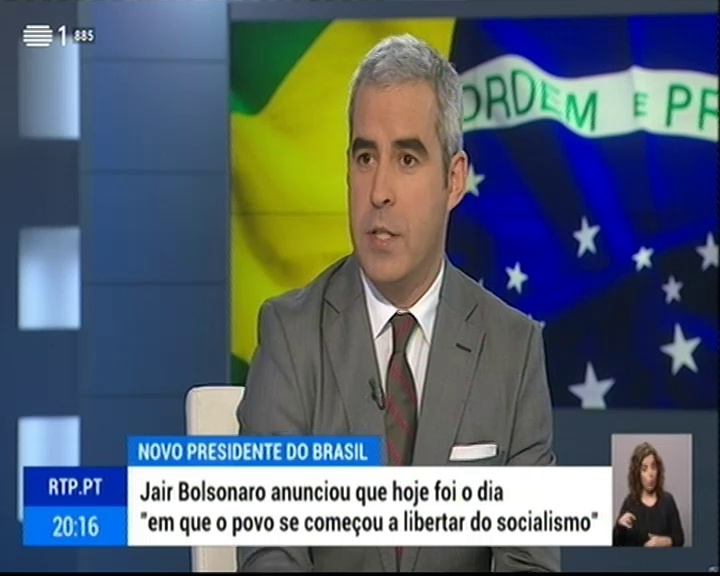 1 885
ORDEM E PR
NOVO PRESIDENTE DO BRASIL
RTP.PT
Jair Bolsonaro anunciou que hoje foi o dia
20:16
"em que o povo se começou a libertar do socialismo"